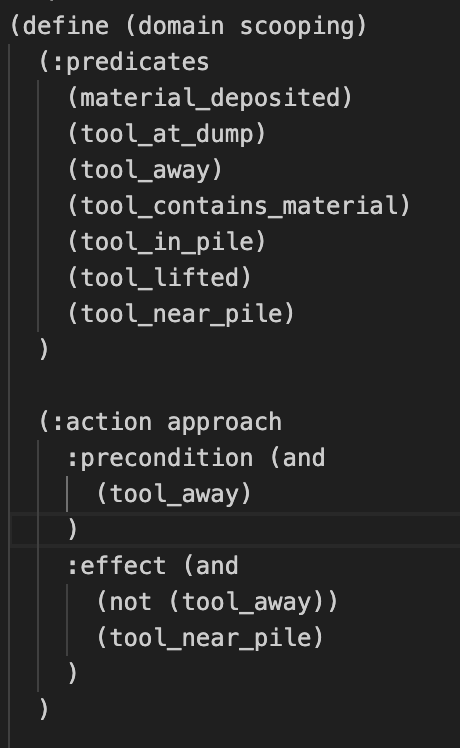 (define (domain scooping)
(:predicates
(material_deposited)
(tool_at_dump)
(tool_away)
(tool_contains_material)
(tool_in_pile)
(tool_lifted)
(tool_near_pile)
)
(:action approach
:precondition (and
(tool_away)
)
:effect (and
(not (tool_away))
(tool_near_pile)
)
)